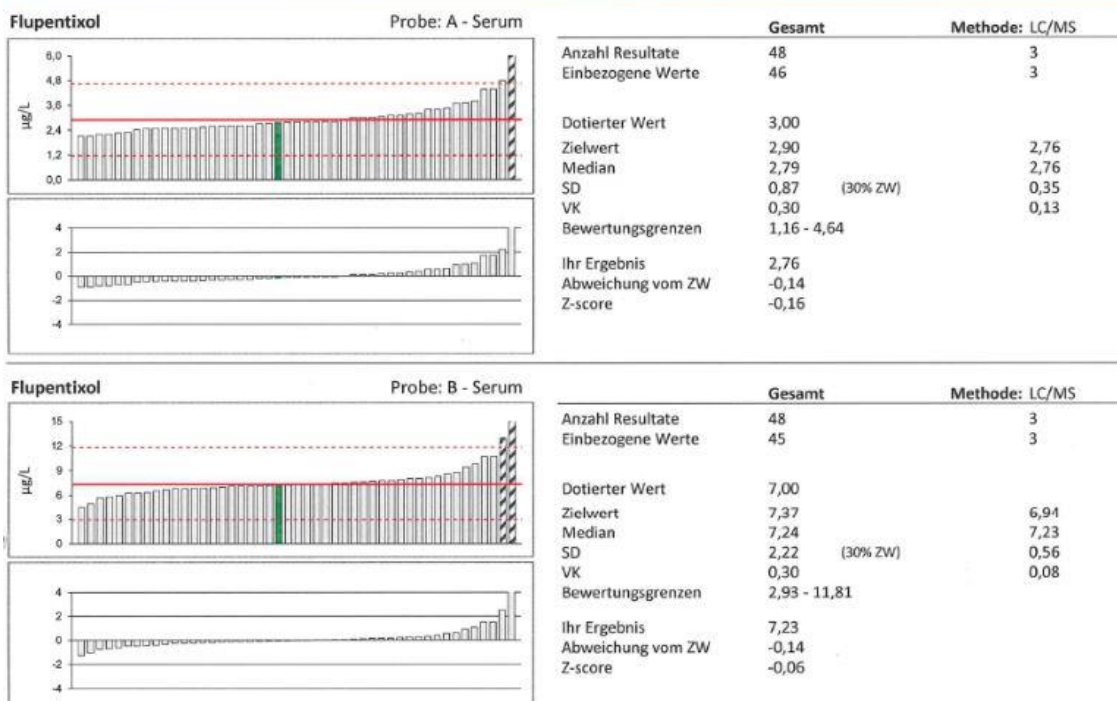 Flupentixol Probe: A - Serum
µg/L
6,0
4,8
3,6
2,4
1,2
0,0
4
2
0
-2
-4
Gesamt Methode: LC/MS
Anzahl Resultate 48 3
Einbezogene Werte 46 3
Dotierter Wert 3,00
Zielwert 2,90 2,76
Median 2,79 2,76
SD 0,87 (30% ZW) 0,35
VK 0,30 0,13
Bewertungsgrenzen 1,16 - 4,64
Ihr Ergebnis 2,76
Abweichung vom ZW -0,14
Z-score -0,16
Flupentixol Probe: B - Serum
µg/L
15
12
9
6
3
0
4
2
0
-2
-4
Gesamt Methode: LC/MS
Anzahl Resultate 48 3
Einbezogene Werte 45 3
Dotierter Wert 7,00
Zielwert 7,37 6,94
Median 7,24 7,23
SD 2,22 (30% ZW) 0,56
VK 0,30 0,08
Bewertungsgrenzen 2,93 - 11,81
Ihr Ergebnis 7,23
Abweichung vom ZW -0,14
Z-score -0,06